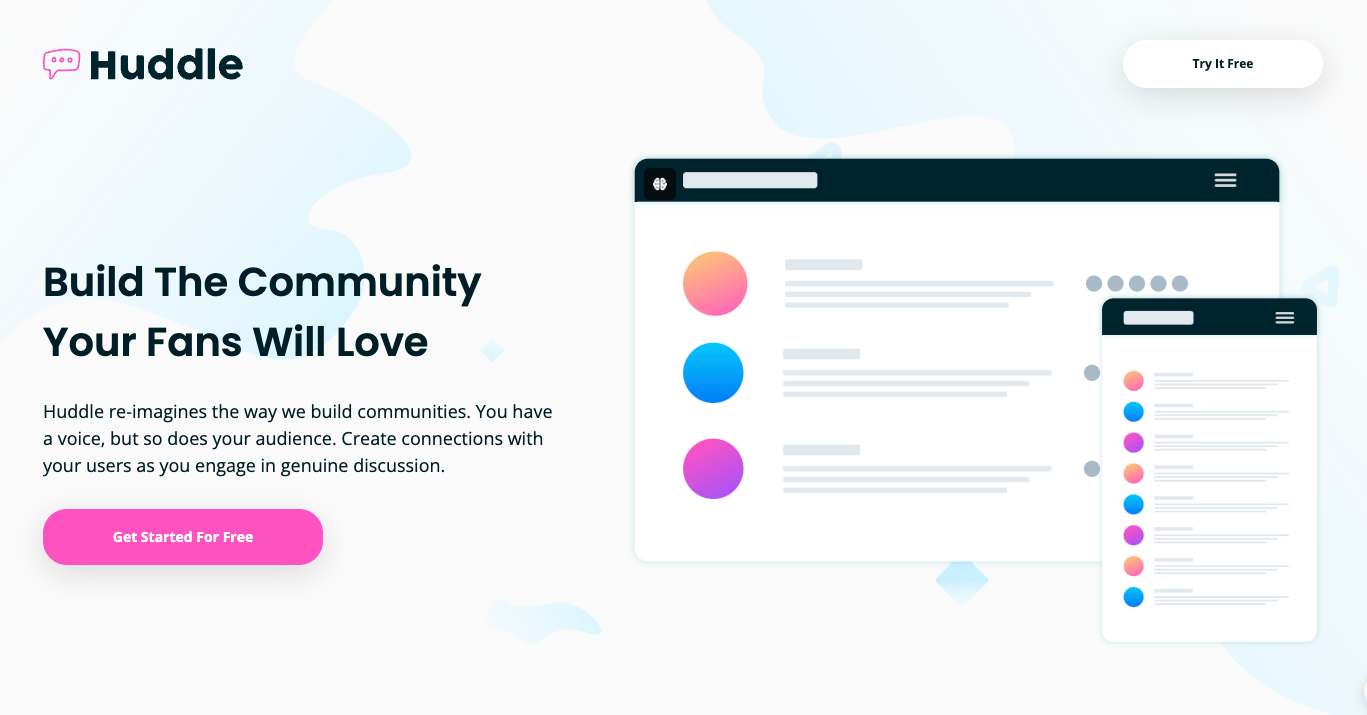 Huddle
Try It Free
Build The Community
Your Fans Will Love
Huddle re-imagines the way we build communities. You have
a voice, but so does your audience. Create connections with
your users as you engage in genuine discussion.
Get Started For Free